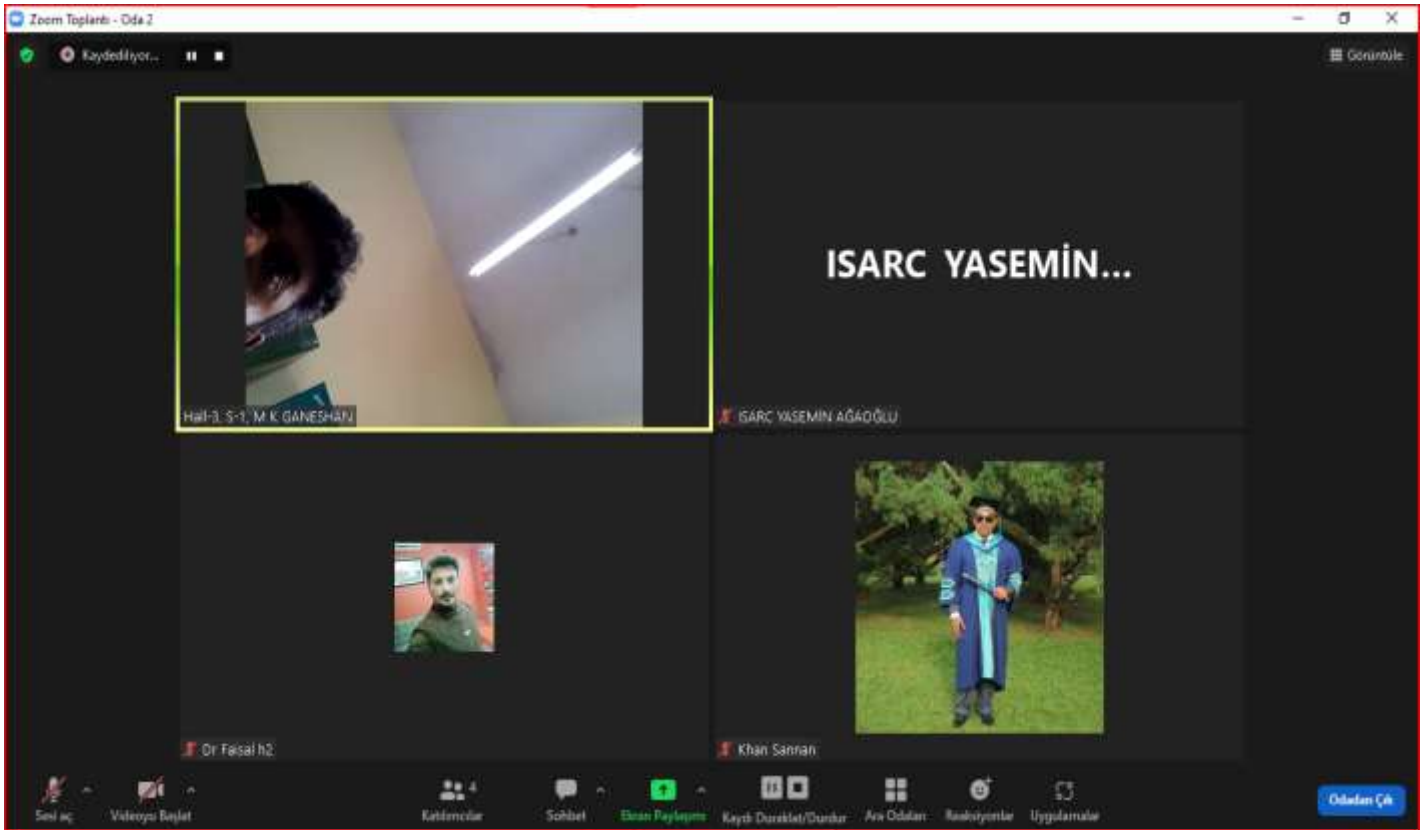 Zoom Toplantı - Oda 2
Kaydediliyor...
Görüntüle
Hall-3, S-1, M K GANESHAN
ISARC YASEMİN...
ISARC YASEMİN AĞAOĞLU
Dr Faisal h2
Khan Sannan
Sesi aç
Videoyu Başlat
4
Katılımcılar
Sohbet
Ekran Paylaşımı
Kaydı Duraklat/Durdur
Ara Odaları
Reaksiyonlar
Uygulamalar
Odadan Çık